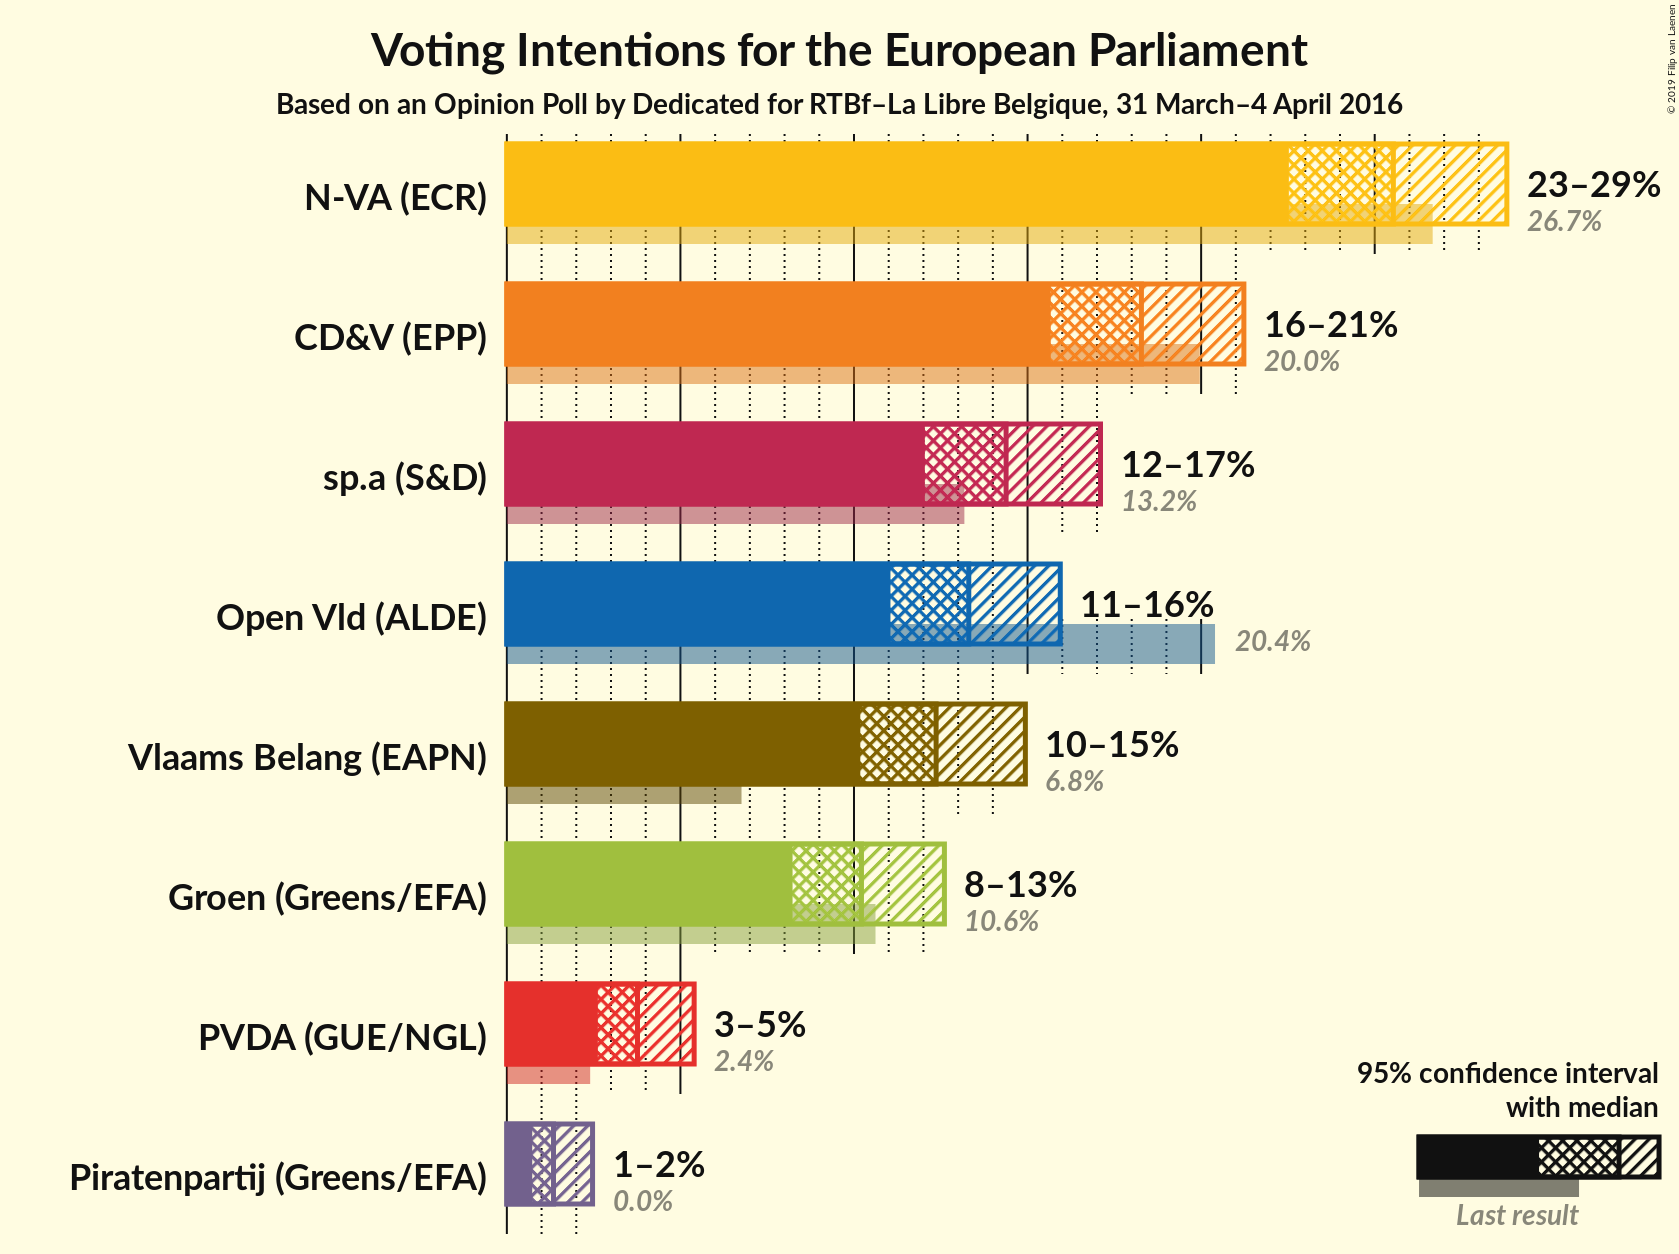 Voting Intentions for the European Parliament
Based on an Opinion Poll by Dedicated for RTBf–La Libre Belgique, 31 March–4 April 2016
© 2019 Filip van Laenen
N-VA (ECR)
23–29%
26.7%
CD&V (EPP)
16–21%
20.0%
sp.a (S&D)
12–17%
13.2%
Open Vld (ALDE)
11–16%
20.4%
Vlaams Belang (EAPN)
10–15%
6.8%
Groen (Greens/EFA)
8–13%
10.6%
PVDA (GUE/NGL)
3–5%
2.4%
Piratenpartij (Greens/EFA)
1–2%
0.0%
95% confidence interval
with median
Last result